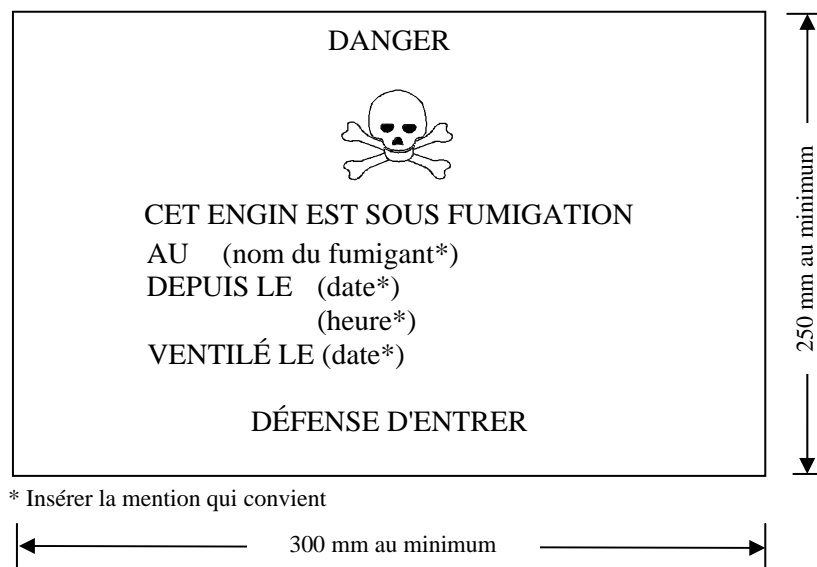 DANGER
CET ENGIN EST SOUS FUMIGATION
AU (nom du fumigant*)
DEPUIS LE (date*)
(heure*)
VENTILÉ LE (date*)
DÉFENSE D'ENTRER
250 mm au minimum
* Insérer la mention qui convient
300 mm au minimum